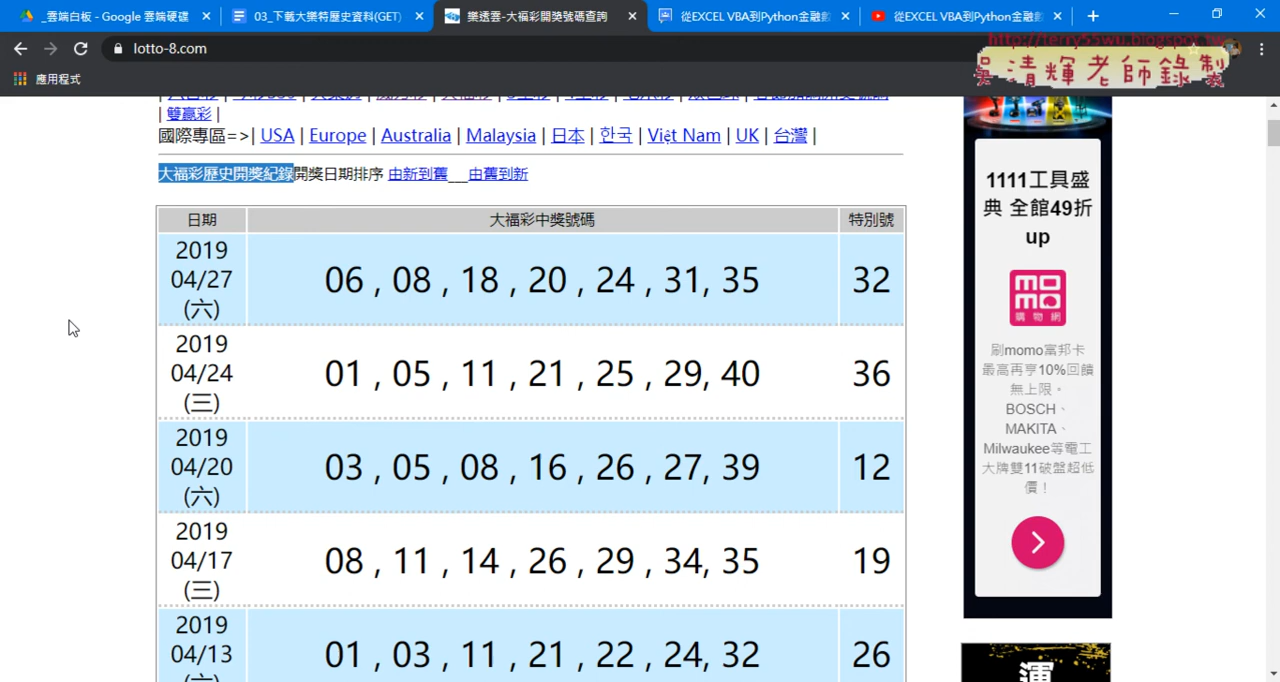 _雲端白板 - Google 雲端硬碟
03_下載大樂特歷史資料(GET)
樂透雲-大福彩開獎號碼查詢
從EXCEL VBA到Python金融
從EXCEL VBA到Python金融
lotto-8.com
http://terry55wu.blogspot.tw
吳清輝老師錄製
應用程式
雙贏彩 |
國際專區=>| USA | Europe | Australia | Malaysia | 日本 | 한국 | Việt Nam | UK | 台灣 |
大福彩歷史開獎紀錄開獎日期排序 由新到舊___由舊到新
日期 大福彩中獎號碼 特別號
2019
04/27
(六)
06 , 08 , 18 , 20 , 24 , 31, 35 32
2019
04/24
(三)
01 , 05 , 11 , 21 , 25 , 29, 40 36
2019
04/20
(六)
03 , 05 , 08 , 16 , 26 , 27, 39 12
2019
04/17
(三)
08 , 11 , 14 , 26 , 29 , 34, 35 19
2019
04/13
01 , 03 , 11 , 21 , 22 , 24, 32 26
1111工具盛
典 全館49折
up
momo
購物網
刷momo富邦卡
最高再享10%回饋
無上限。
BOSCH、
MAKITA、
Milwaukee等電工
大牌雙11破盤超低
價！
運